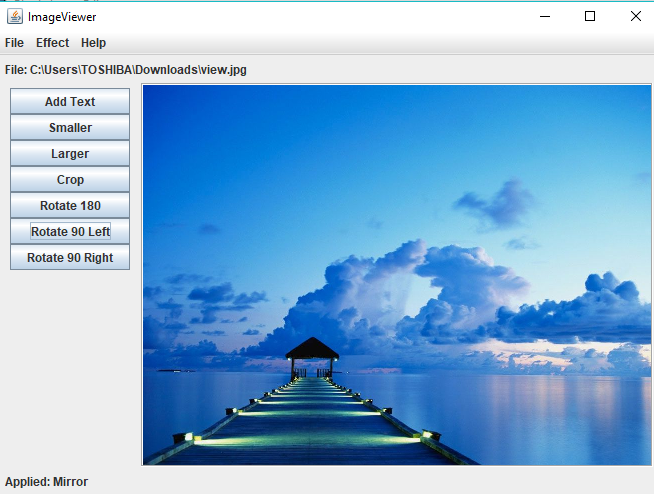 ImageViewer
File Effect Help
File: C:\Users\TOSHIBA\Downloads\view.jpg
Add Text
Smaller
Larger
Crop
Rotate 180
Rotate 90 Left
Rotate 90 Right
Applied: Mirror